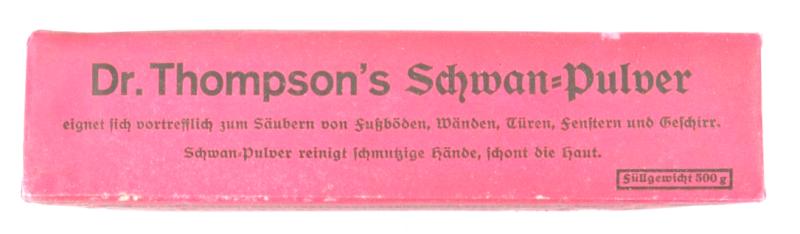 Dr. Thompson's Schwan-Pulver
eignet sich vortrefflich zum Säubern von Fußböden, Wänden, Türen, Fenstern und Geschirr.
Schwan-Pulver reinigt schmutzige Hände, schont die Haut.
Füllgewicht 500 g